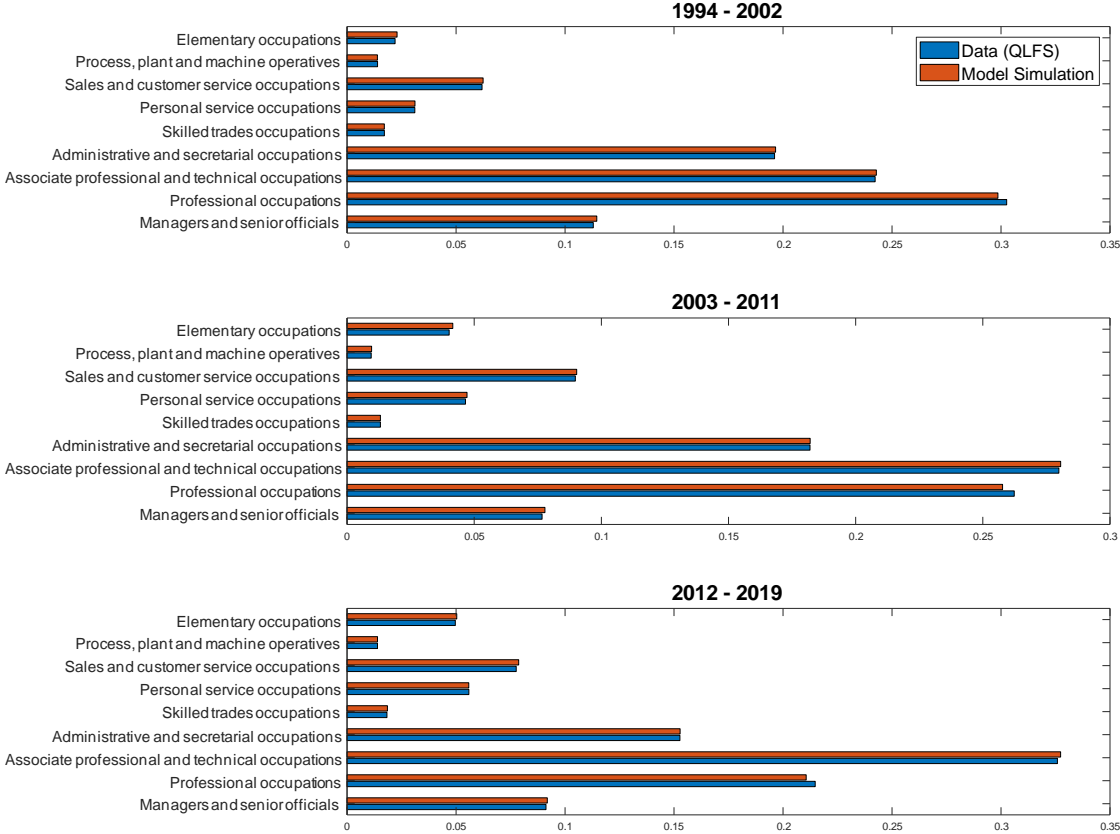 1994 - 2002
Elementary occupations
Process, plant and machine operatives
Sales and customer service occupations
Personal service occupations
Skilled trades occupations
Administrative and secretarial occupations
Associate professional and technical occupations
Professional occupations
Managers and senior officials
Data (QLFS)
Model Simulation
0 0.05 0.1 0.15 0.2 0.25 0.3 0.35
2003 - 2011
Elementary occupations
Process, plant and machine operatives
Sales and customer service occupations
Personal service occupations
Skilled trades occupations
Administrative and secretarial occupations
Associate professional and technical occupations
Professional occupations
Managers and senior officials
0 0.05 0.1 0.15 0.2 0.25 0.3
2012 - 2019
Elementary occupations
Process, plant and machine operatives
Sales and customer service occupations
Personal service occupations
Skilled trades occupations
Administrative and secretarial occupations
Associate professional and technical occupations
Professional occupations
Managers and senior officials
0 0.05 0.1 0.15 0.2 0.25 0.3 0.35